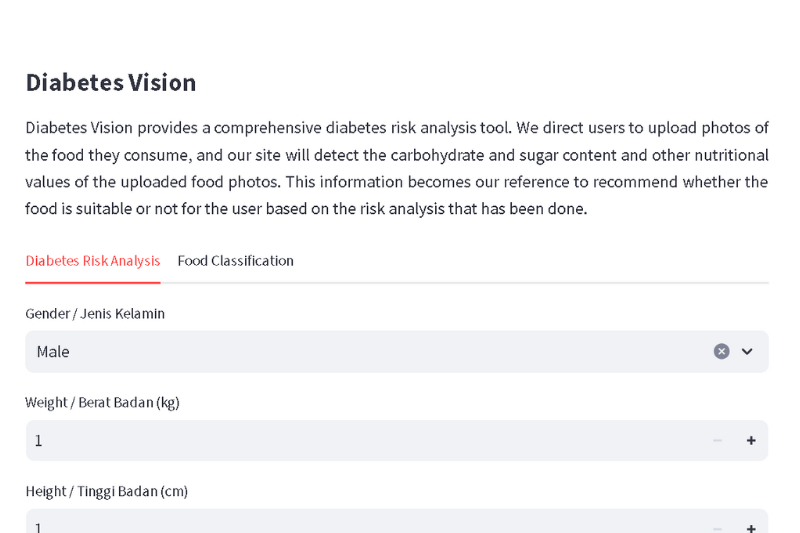 Diabetes Vision
Diabetes Vision provides a comprehensive diabetes risk analysis tool. We direct users to upload photos of
the food they consume, and our site will detect the carbohydrate and sugar content and other nutritional
values of the uploaded food photos. This information becomes our reference to recommend whether the
food is suitable or not for the user based on the risk analysis that has been done.
Diabetes Risk Analysis Food Classification
Gender / Jenis Kelamin
Male
Weight / Berat Badan (kg)
1
Height / Tinggi Badan (cm)
1